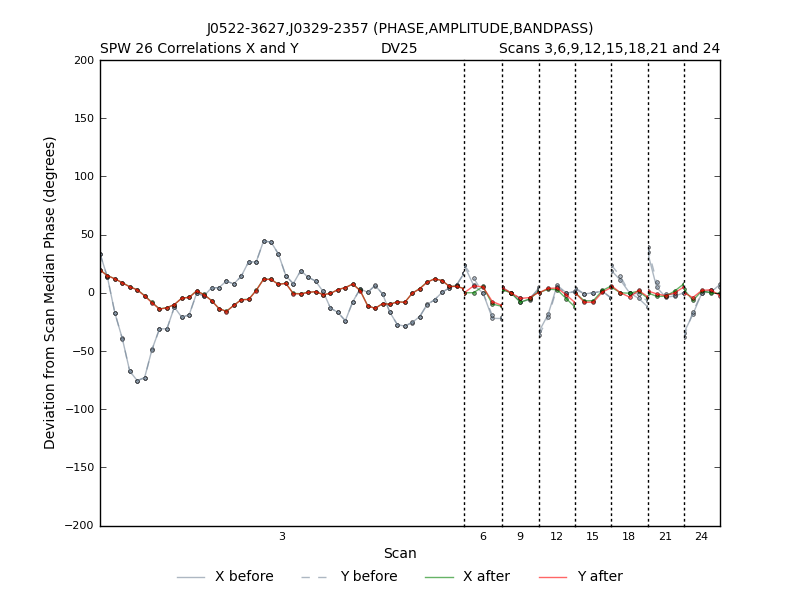 J0522-3627,J0329-2357 (PHASE,AMPLITUDE,BANDPASS)
SPW 26 Correlations X and Y DV25 Scans 3,6,9,12,15,18,21 and 24
200
150
100
50
0
−50
−100
−150
−200
Deviation from Scan Median Phase (degrees)
3 6 9 12 15 18 21 24
Scan
X before Y before X after Y after